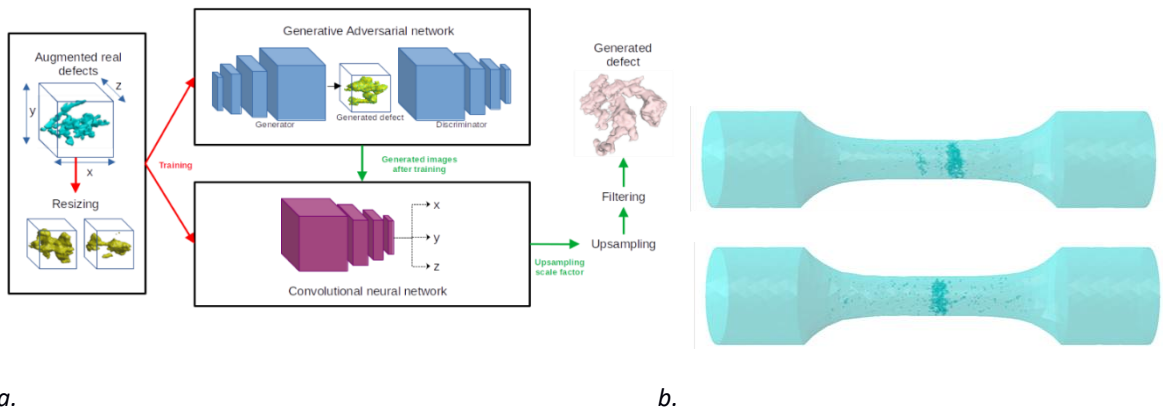 Augmented real
defects
z
y
x
Resizing
Training
Generative Adversarial network
Generator
Generated defect
Discriminator
Generated images
after training
x
y
z
Convolutional neural network
Upsampling
scale factor
Generated
defect
Filtering
Upsampling
a.
b.